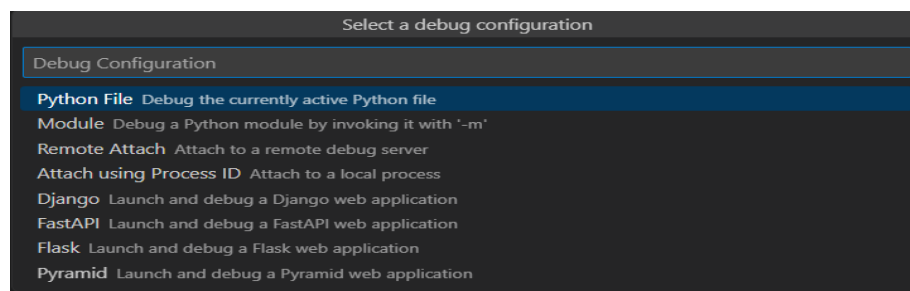 Select a debug configuration
Debug Configuration
Python File Debug the currently active Python file
Module Debug a Python module by invoking it with '-m'
Remote Attach Attach to a remote debug server
Attach using Process ID Attach to a local process
Django Launch and debug a Django web application
FastAPI Launch and debug a FastAPI web application
Flask Launch and debug a Flask web application
Pyramid Launch and debug a Pyramid web application